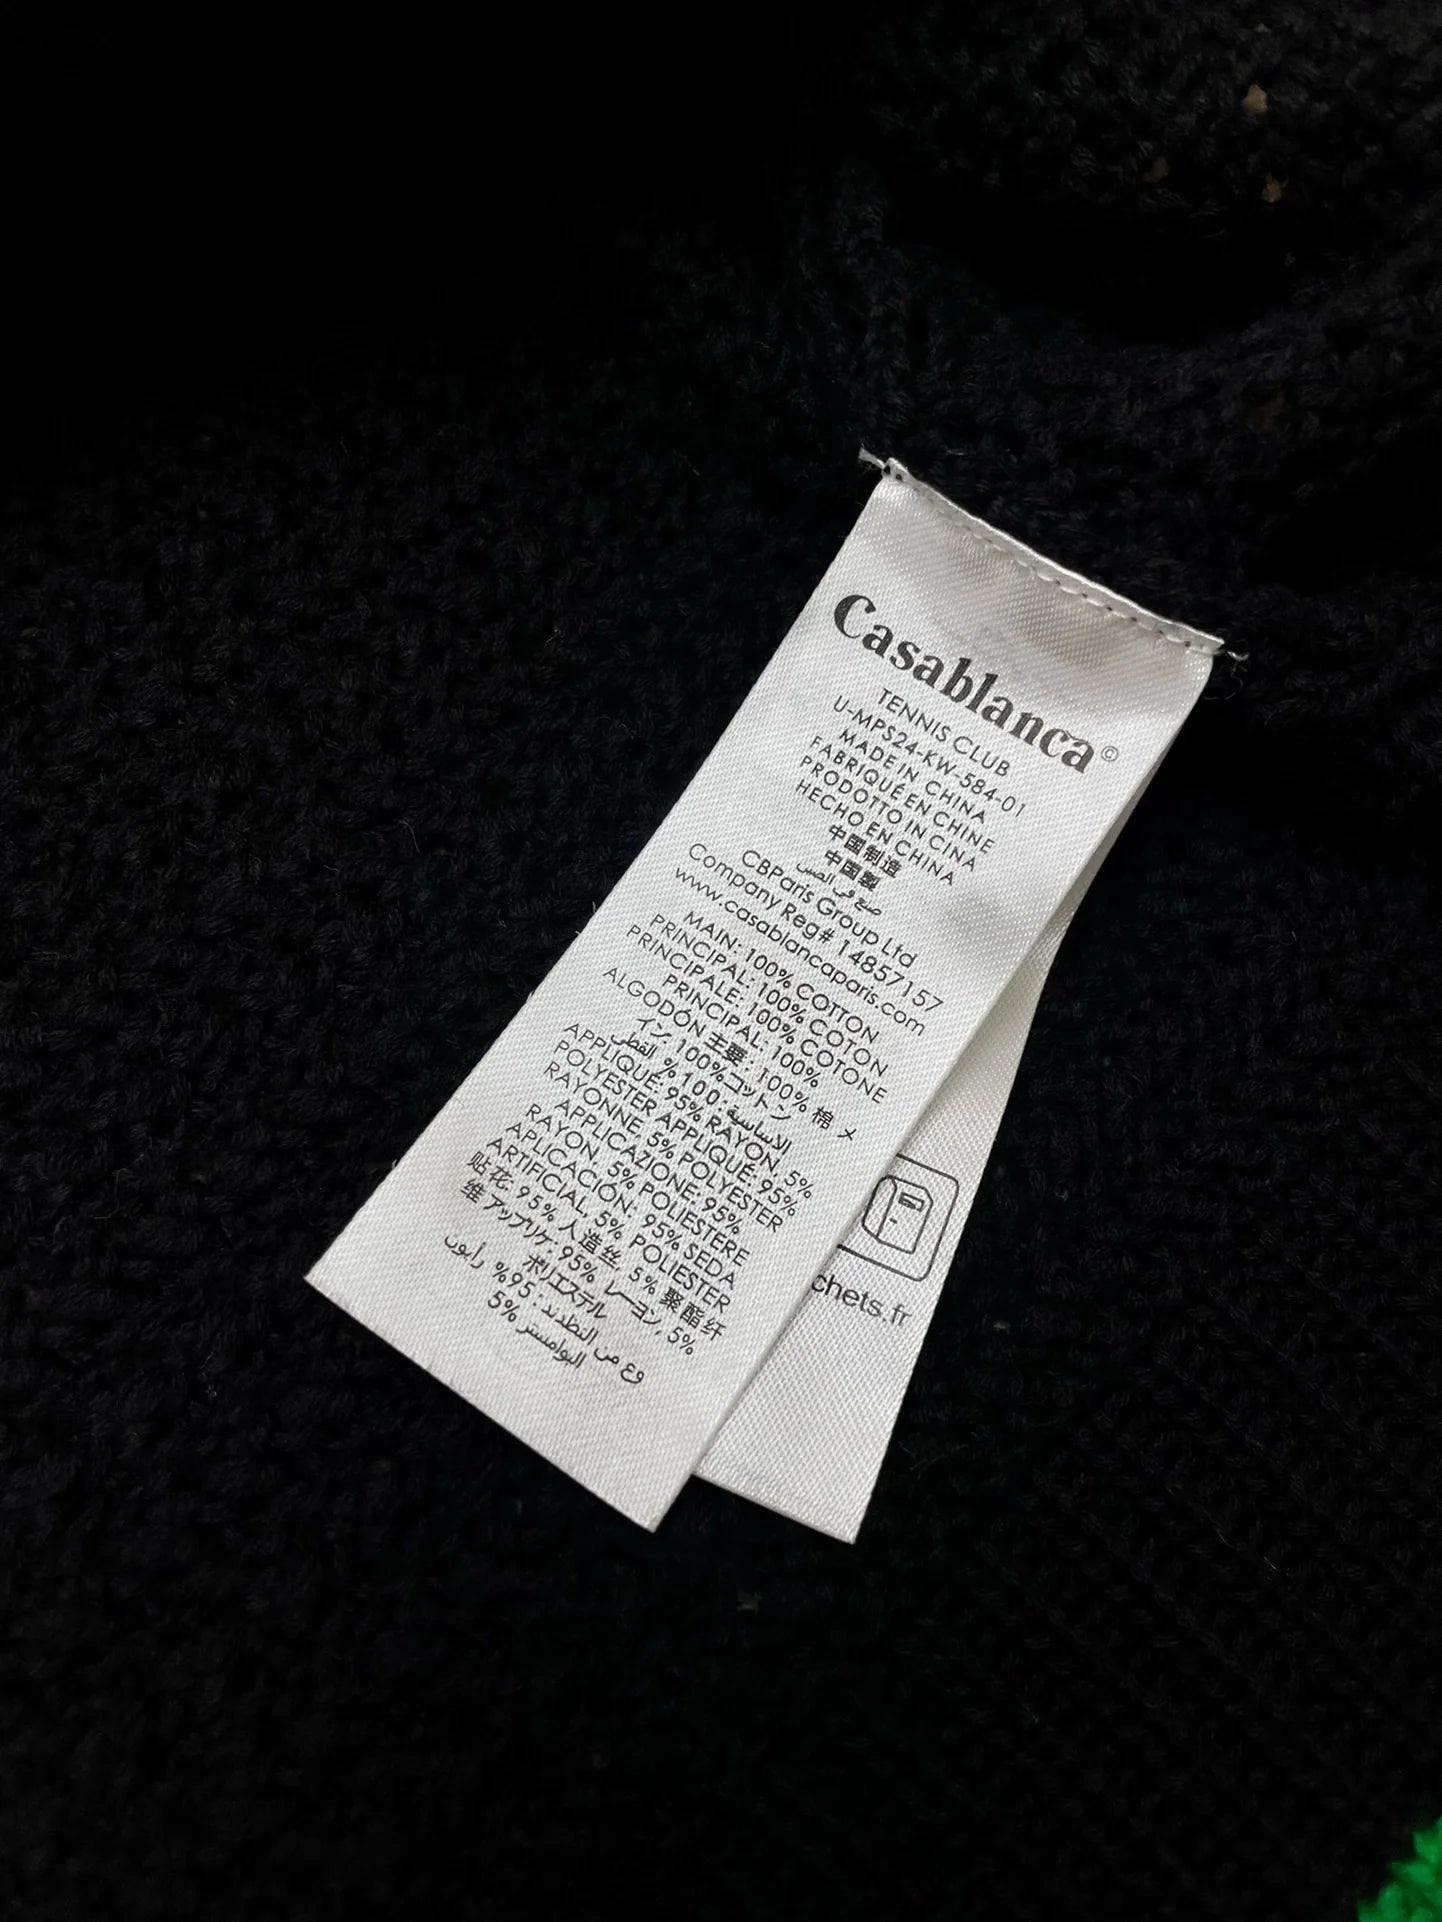 Casablanca©
TENNIS CLUB
U-MPS24-KW-584-01
MADE IN CHINA
FABRIQUÉ EN CHINE
PRODOTTO IN CINA
HECHO EN CHINA
中国制造
中国製
صنع في الصين
CBParis Group Ltd
Company Reg# 14857157
www.casablancaparis.com
MAIN: 100% COTTON
PRINCIPAL: 100% COTON
PRINCIPALE: 100% COTONE
PRINCIPAL: 100%
ALGODÓN 主要: 100% 棉 メ
イン: 100%コットン
الاساسية: 100 % القطن
APPLIQUE: 95% RAYON, 5%
POLYESTER APPLIQUÉ: 95%
RAYONNE, 5% POLYESTER
APPLICAZIONE: 95%
RAYON, 5% POLIESTERE
APLICACIÓN: 95% SEDA
ARTIFICIAL, 5% POLIESTER
贴花: 95% 人造丝, 5% 聚酯纤
维 アップリケ: 95% レーヨン, 5%
ポリエステル
95% رأيون
5%
chets.fr